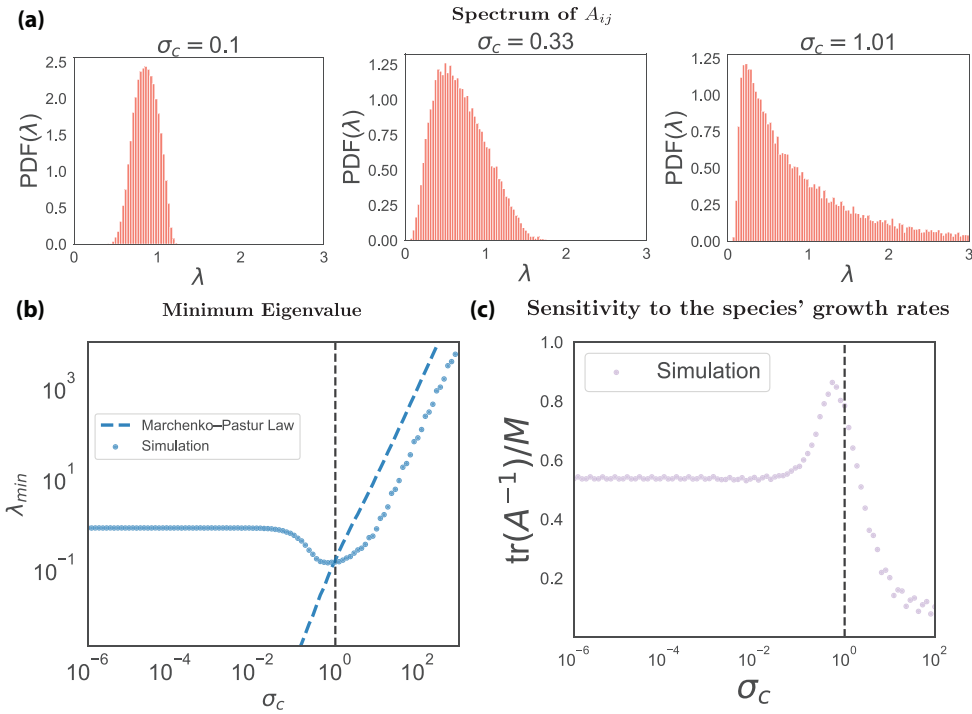 (a)
Spectrum of A_{ij}
σ_c = 0.1
σ_c = 0.33
σ_c = 1.01
PDF(λ)
2.5
2.0
1.5
1.0
0.5
0.0
0 1 2 3
λ
PDF(λ)
1.25
1.00
0.75
0.50
0.25
0.00
0 1 2 3
λ
PDF(λ)
1.25
1.00
0.75
0.50
0.25
0.00
0 1 2 3
λ
(b)
Minimum Eigenvalue
λ_{min}
10^3
10^1
10^{-1}
Marchenko–Pastur Law
Simulation
10^{-6} 10^{-4} 10^{-2} 10^0 10^2
σ_c
(c)
Sensitivity to the species' growth rates
tr(A^{-1})/M
1.0
0.8
0.6
0.4
0.2
Simulation
10^{-6} 10^{-4} 10^{-2} 10^0 10^2
σ_c